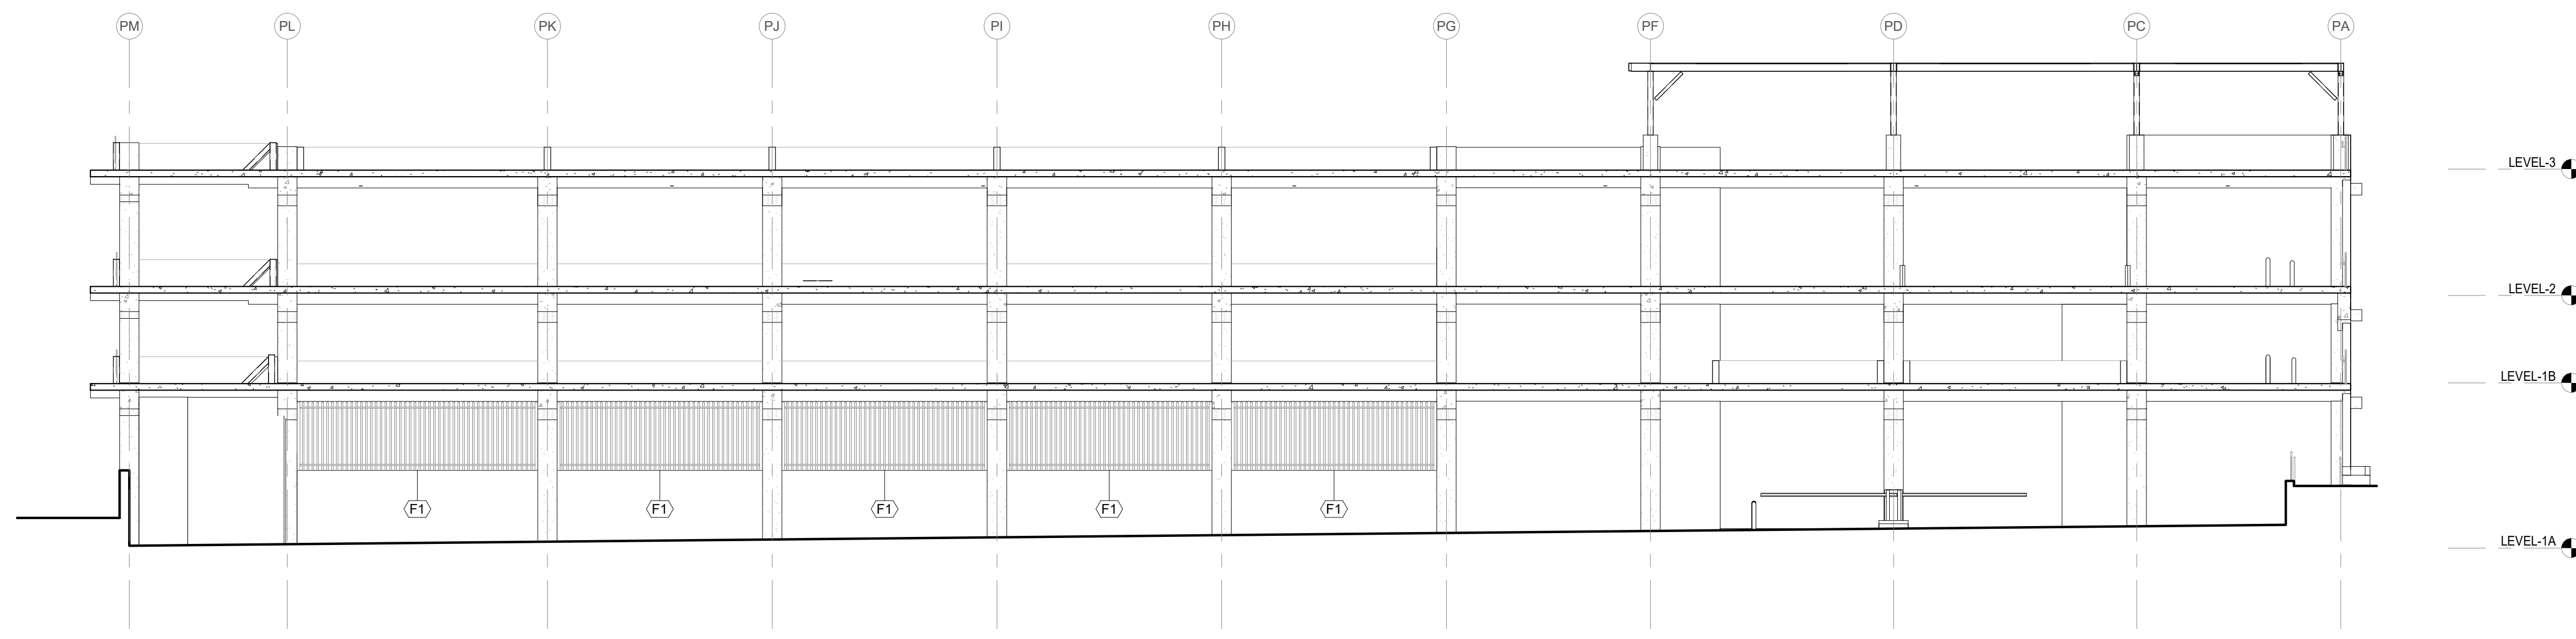 PM PL PK PJ PI PH PG PF PD PC PA
LEVEL-3
LEVEL-2
LEVEL-1B
F1 F1 F1 F1 F1
LEVEL-1A